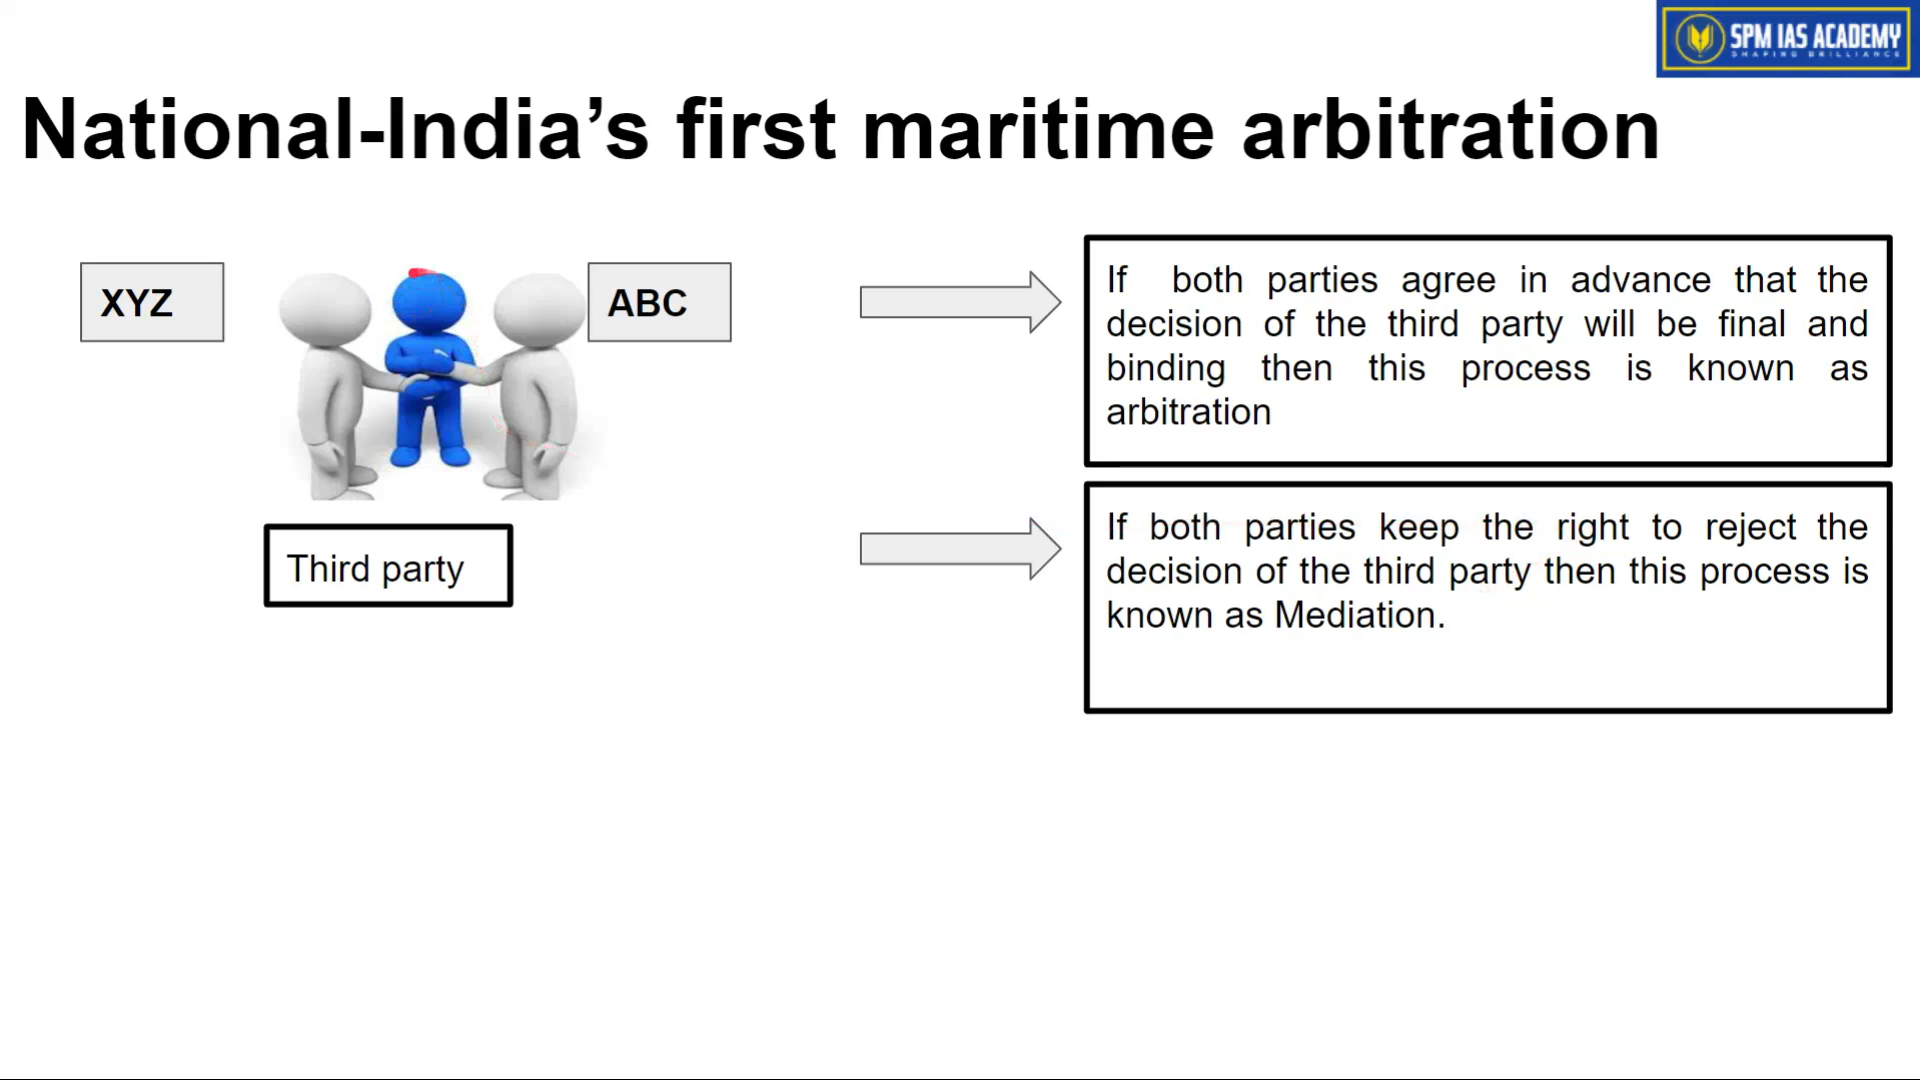 SPM IAS ACADEMY
SHAPING BRILLIANCE
National-India’s first maritime arbitration
XYZ
ABC
If both parties agree in advance that the
decision of the third party will be final and
binding then this process is known as
arbitration
Third party
If both parties keep the right to reject the
decision of the third party then this process is
known as Mediation.